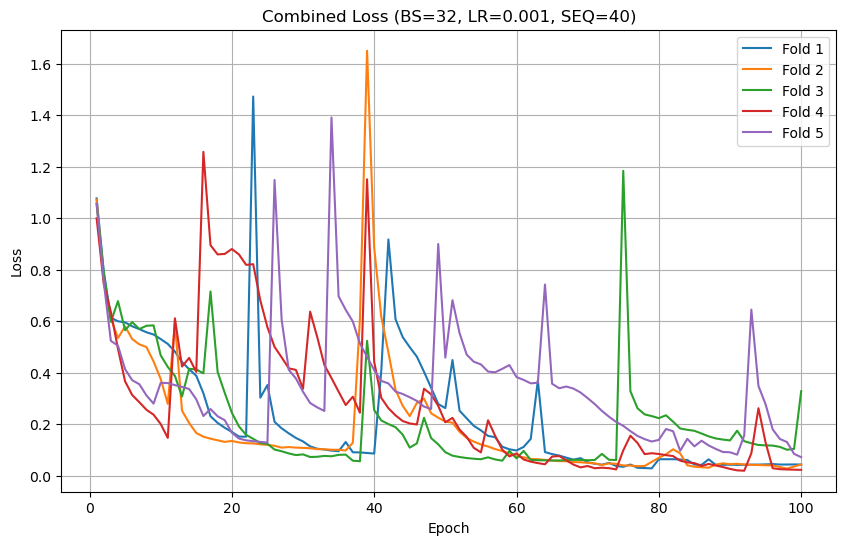 Combined Loss (BS=32, LR=0.001, SEQ=40)
Loss
1.6
1.4
1.2
1.0
0.8
0.6
0.4
0.2
0.0
Fold 1
Fold 2
Fold 3
Fold 4
Fold 5
0 20 40 60 80 100
Epoch